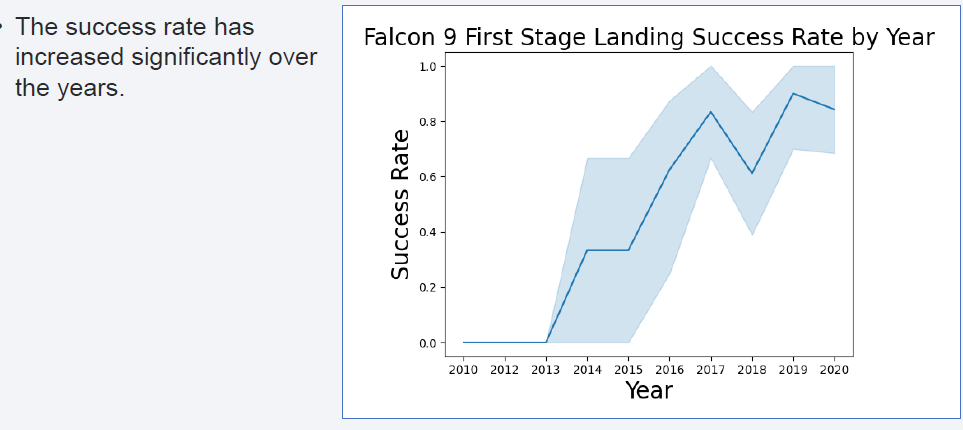 • The success rate has
increased significantly over
the years.
Falcon 9 First Stage Landing Success Rate by Year
1.0
0.8
0.6
0.4
0.2
0.0
Success Rate
2010 2012 2013 2014 2015 2016 2017 2018 2019 2020
Year